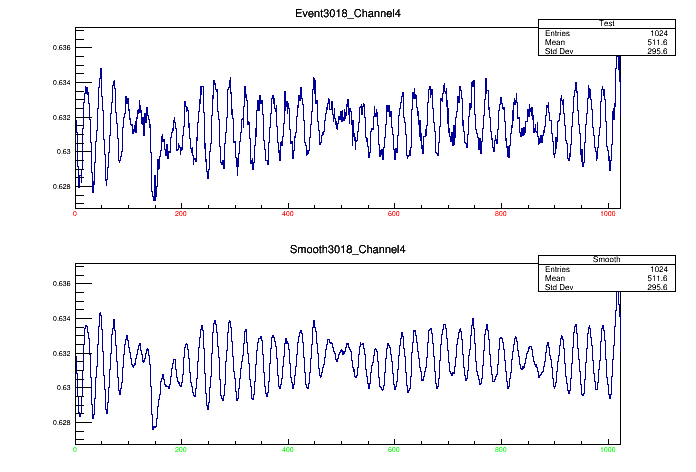 Event3018_Channel4
Test
Entries 1024
Mean 511.6
Std Dev 295.6
0.636
0.634
0.632
0.63
0.628
0 200 400 600 800 1000
Smooth3018_Channel4
Smooth
Entries 1024
Mean 511.6
Std Dev 295.6
0.636
0.634
0.632
0.63
0.628
0 200 400 600 800 1000